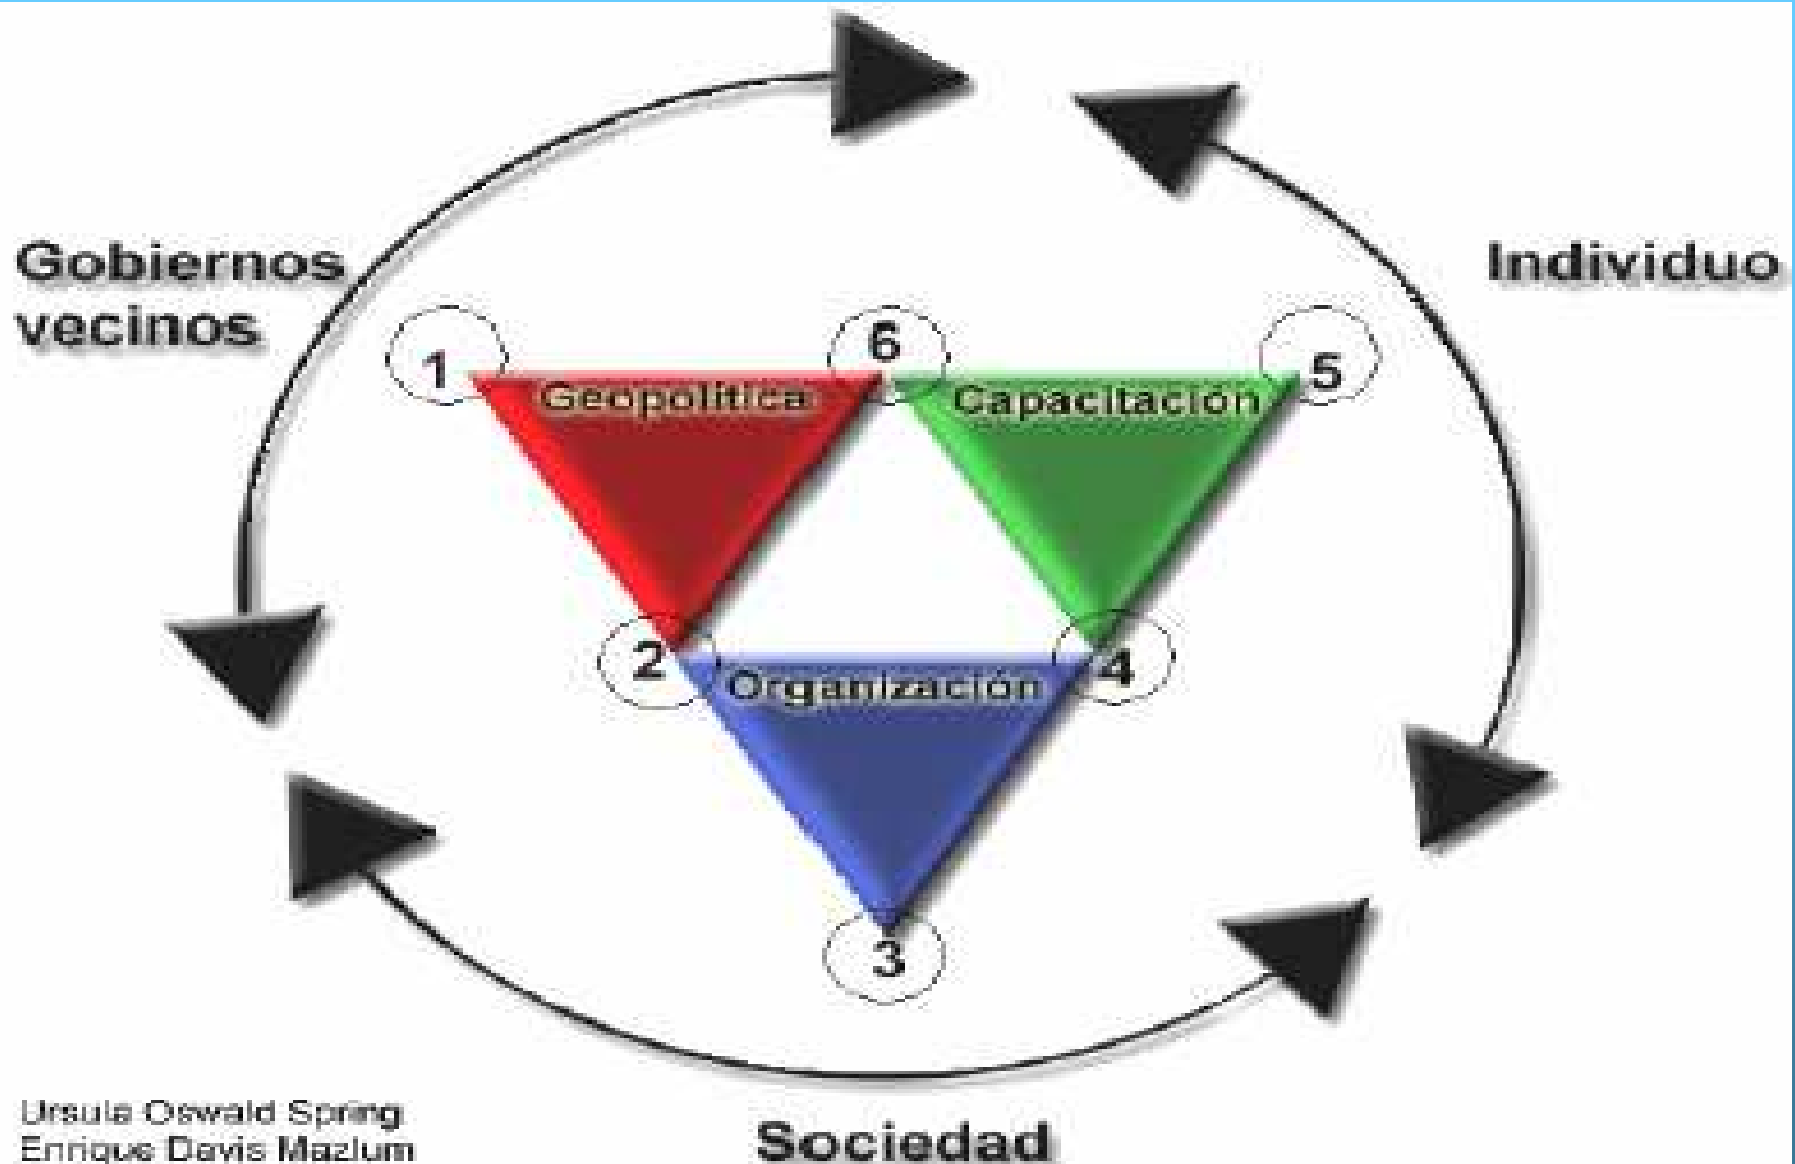 Gobiernos
vecinos
Individuo
1
6
5
Geopolítica
Capacitación
2
4
Organización
3
Sociedad
Ursula Oswald Spring
Enrique Davis Mazlum